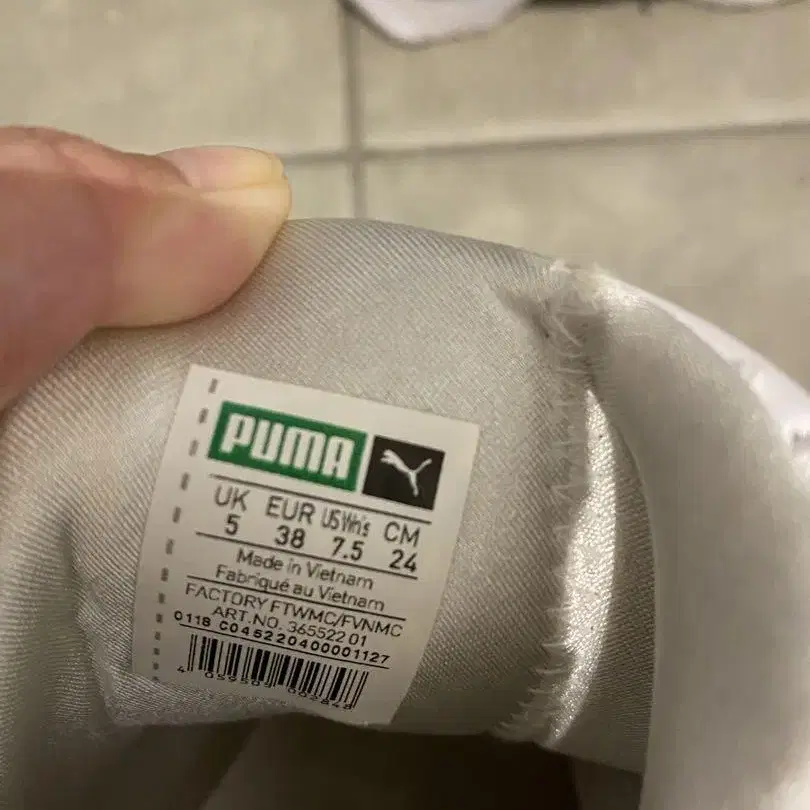 PUMA
UK EUR US Wn's CM
5 38 7.5 24
Made in Vietnam
Fabriqué au Vietnam
FACTORY FTWMC/FVNMC
ART.NO. 365522 01
0118 C045220400001127